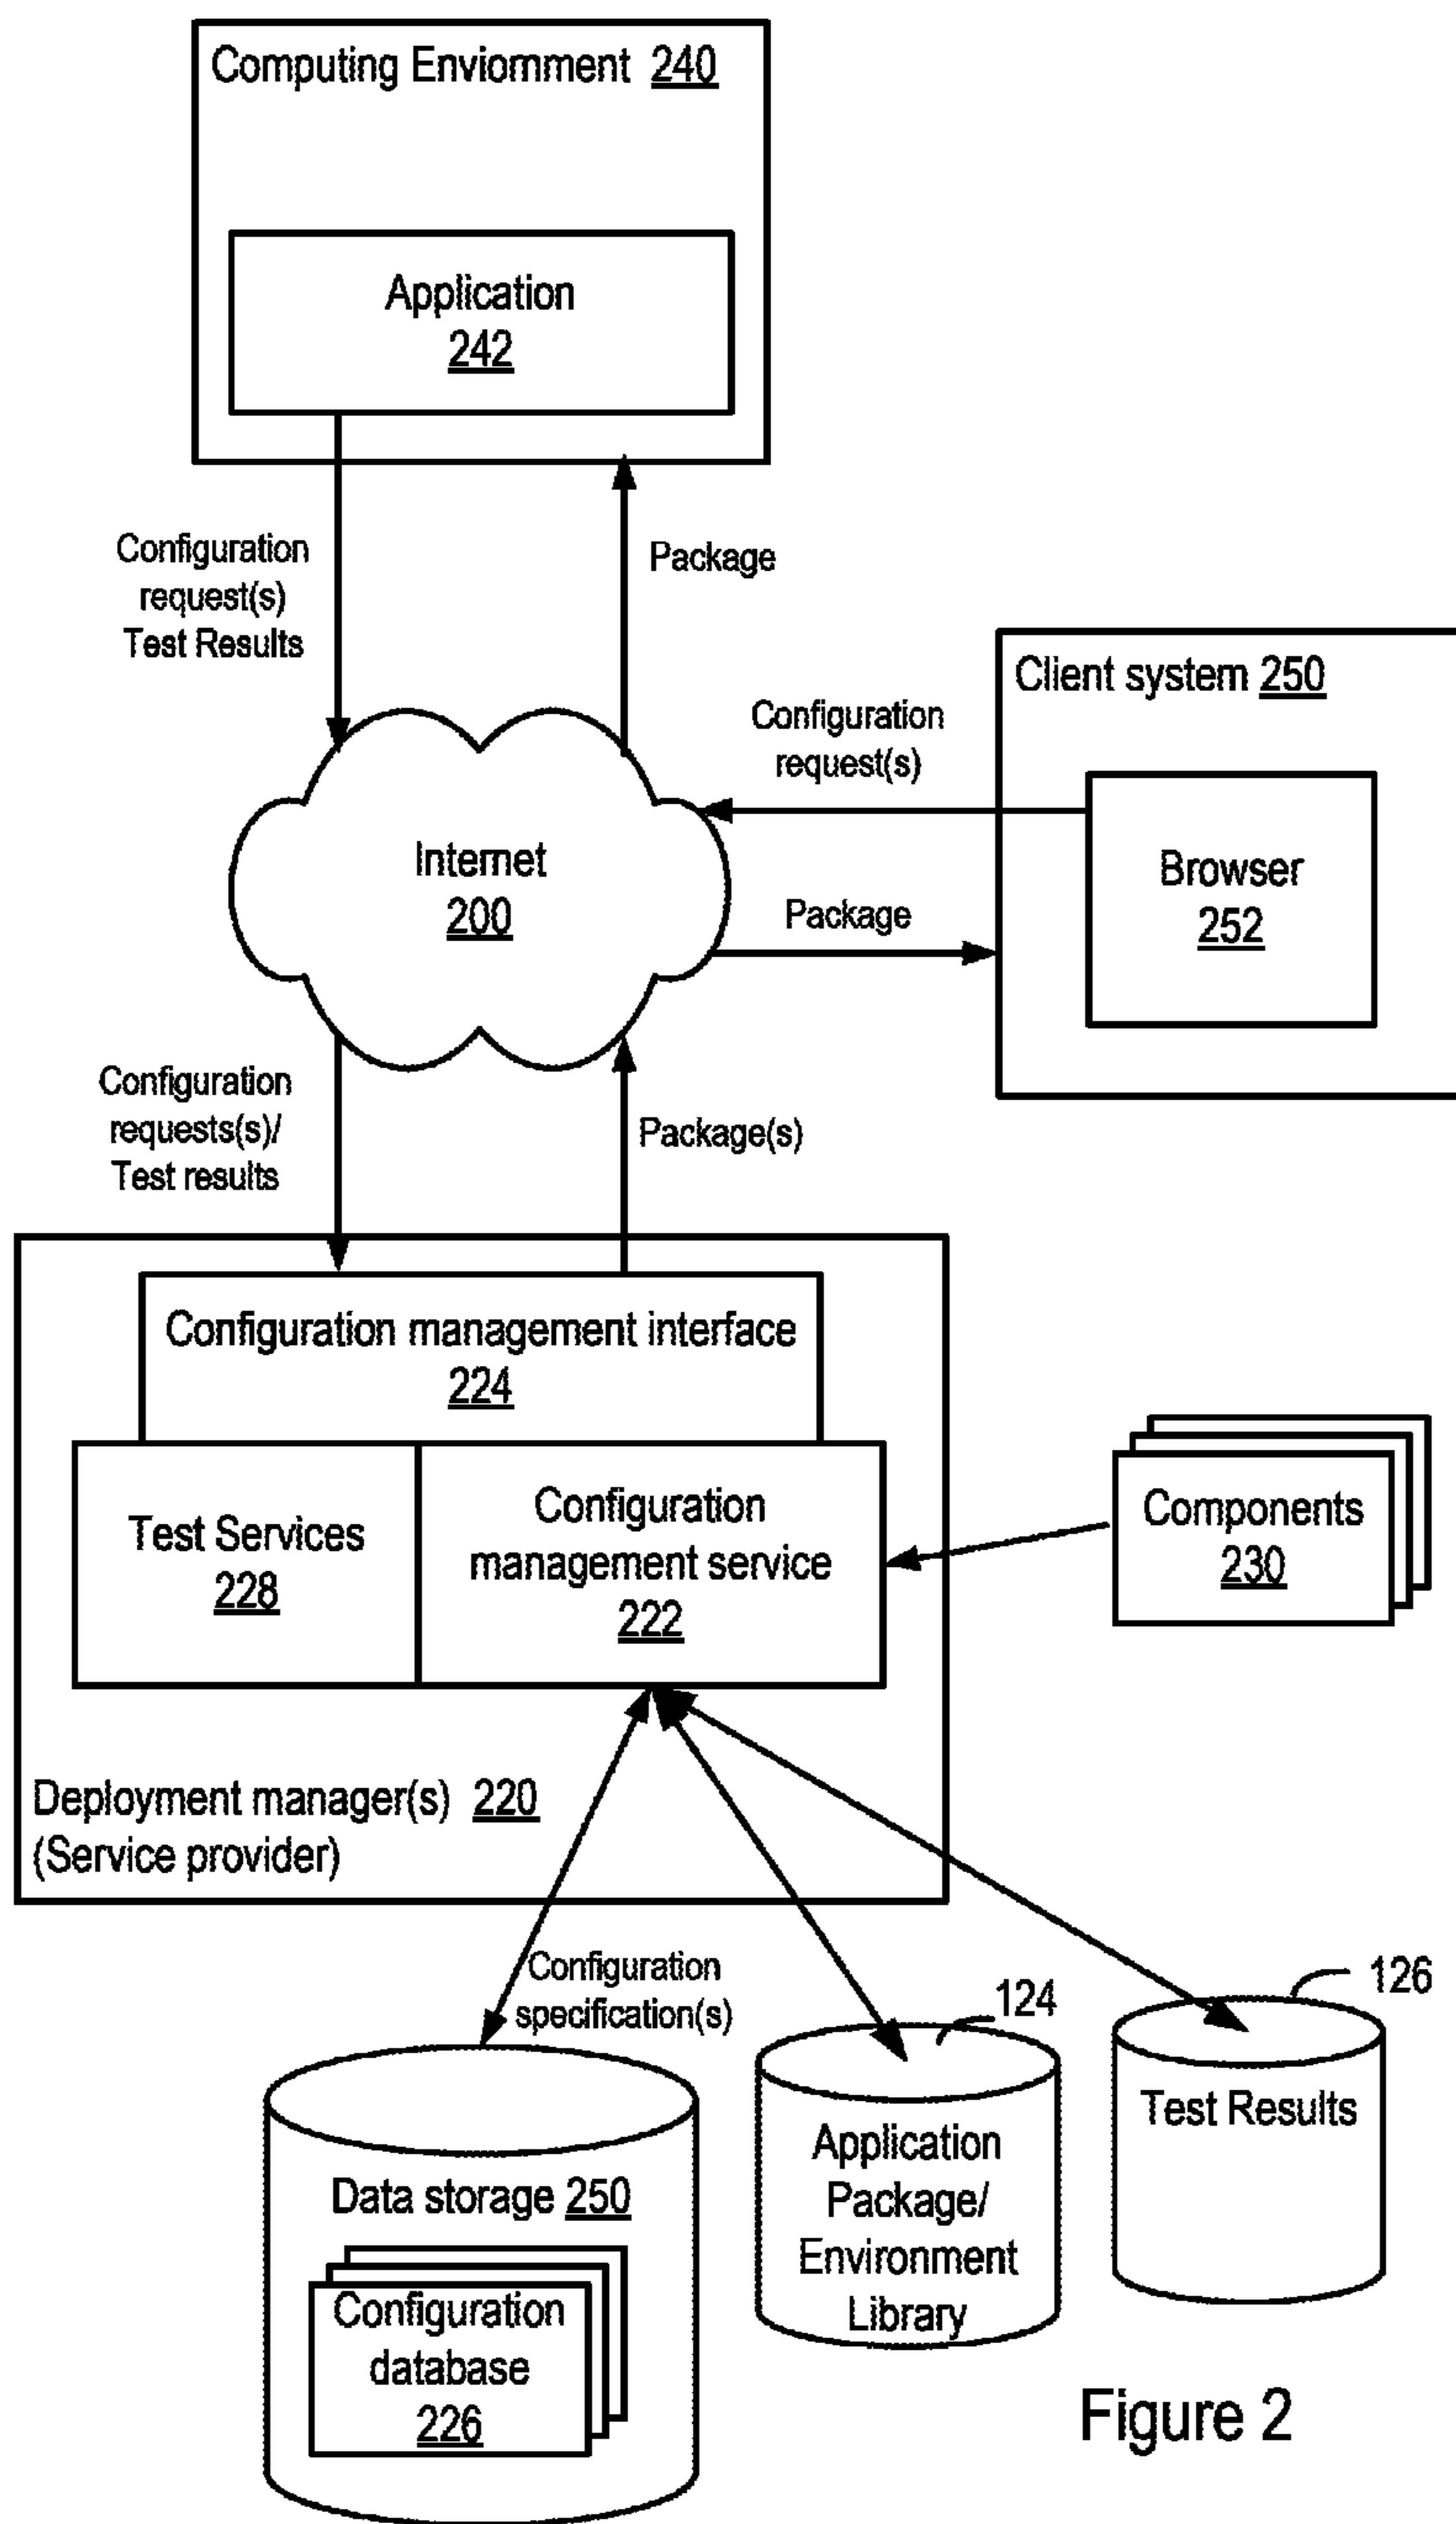 Computing Enviornment 240
Application
242
Configuration
request(s)
Test Results
Package
Client system 250
Configuration
request(s)
Browser
252
Internet
200
Package
Configuration
requests(s)/
Test results
Package(s)
Configuration management interface
224
Test Services
228
Configuration
management service
222
Components
230
Deployment manager(s) 220
(Service provider)
Configuration
specification(s)
124
126
Data storage 250
Configuration
database
226
Application
Package/
Environment
Library
Test Results
Figure 2